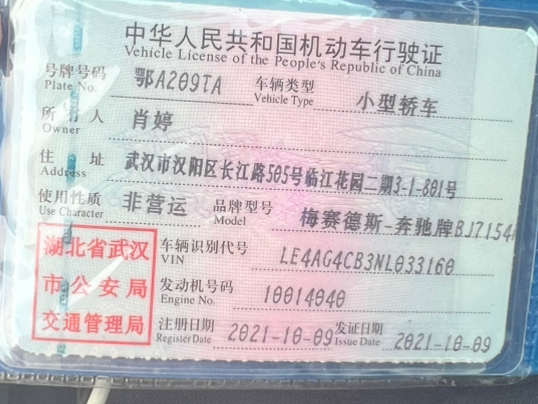 中华人民共和国机动车行驶证
Vehicle License of the People's Republic of China
号牌号码 鄂A209TA 车辆类型 小型轿车
Plate No. Vehicle Type
所有人 肖婷
Owner
住址 武汉市汉阳区长江路505号临江花园二期3-1-801号
Address
使用性质 非营运 品牌型号 梅赛德斯-奔驰牌BJ7154
Use Character Model
湖北省武汉
市公安局
交通管理局
车辆识别代号 LE4AG4CB3NL033160
VIN
发动机号码 10014040
Engine No.
注册日期 2021-10-09 发证日期 2021-10-09
Register Date Issue Date